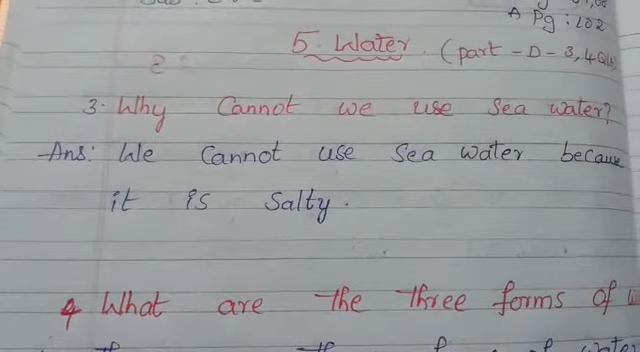 A Pg: 102
5. Water. (part - D - 3, 4 Q
3. Why Cannot we use Sea water?
Ans: We Cannot use Sea water because
it is Salty.
4 What are the three forms of